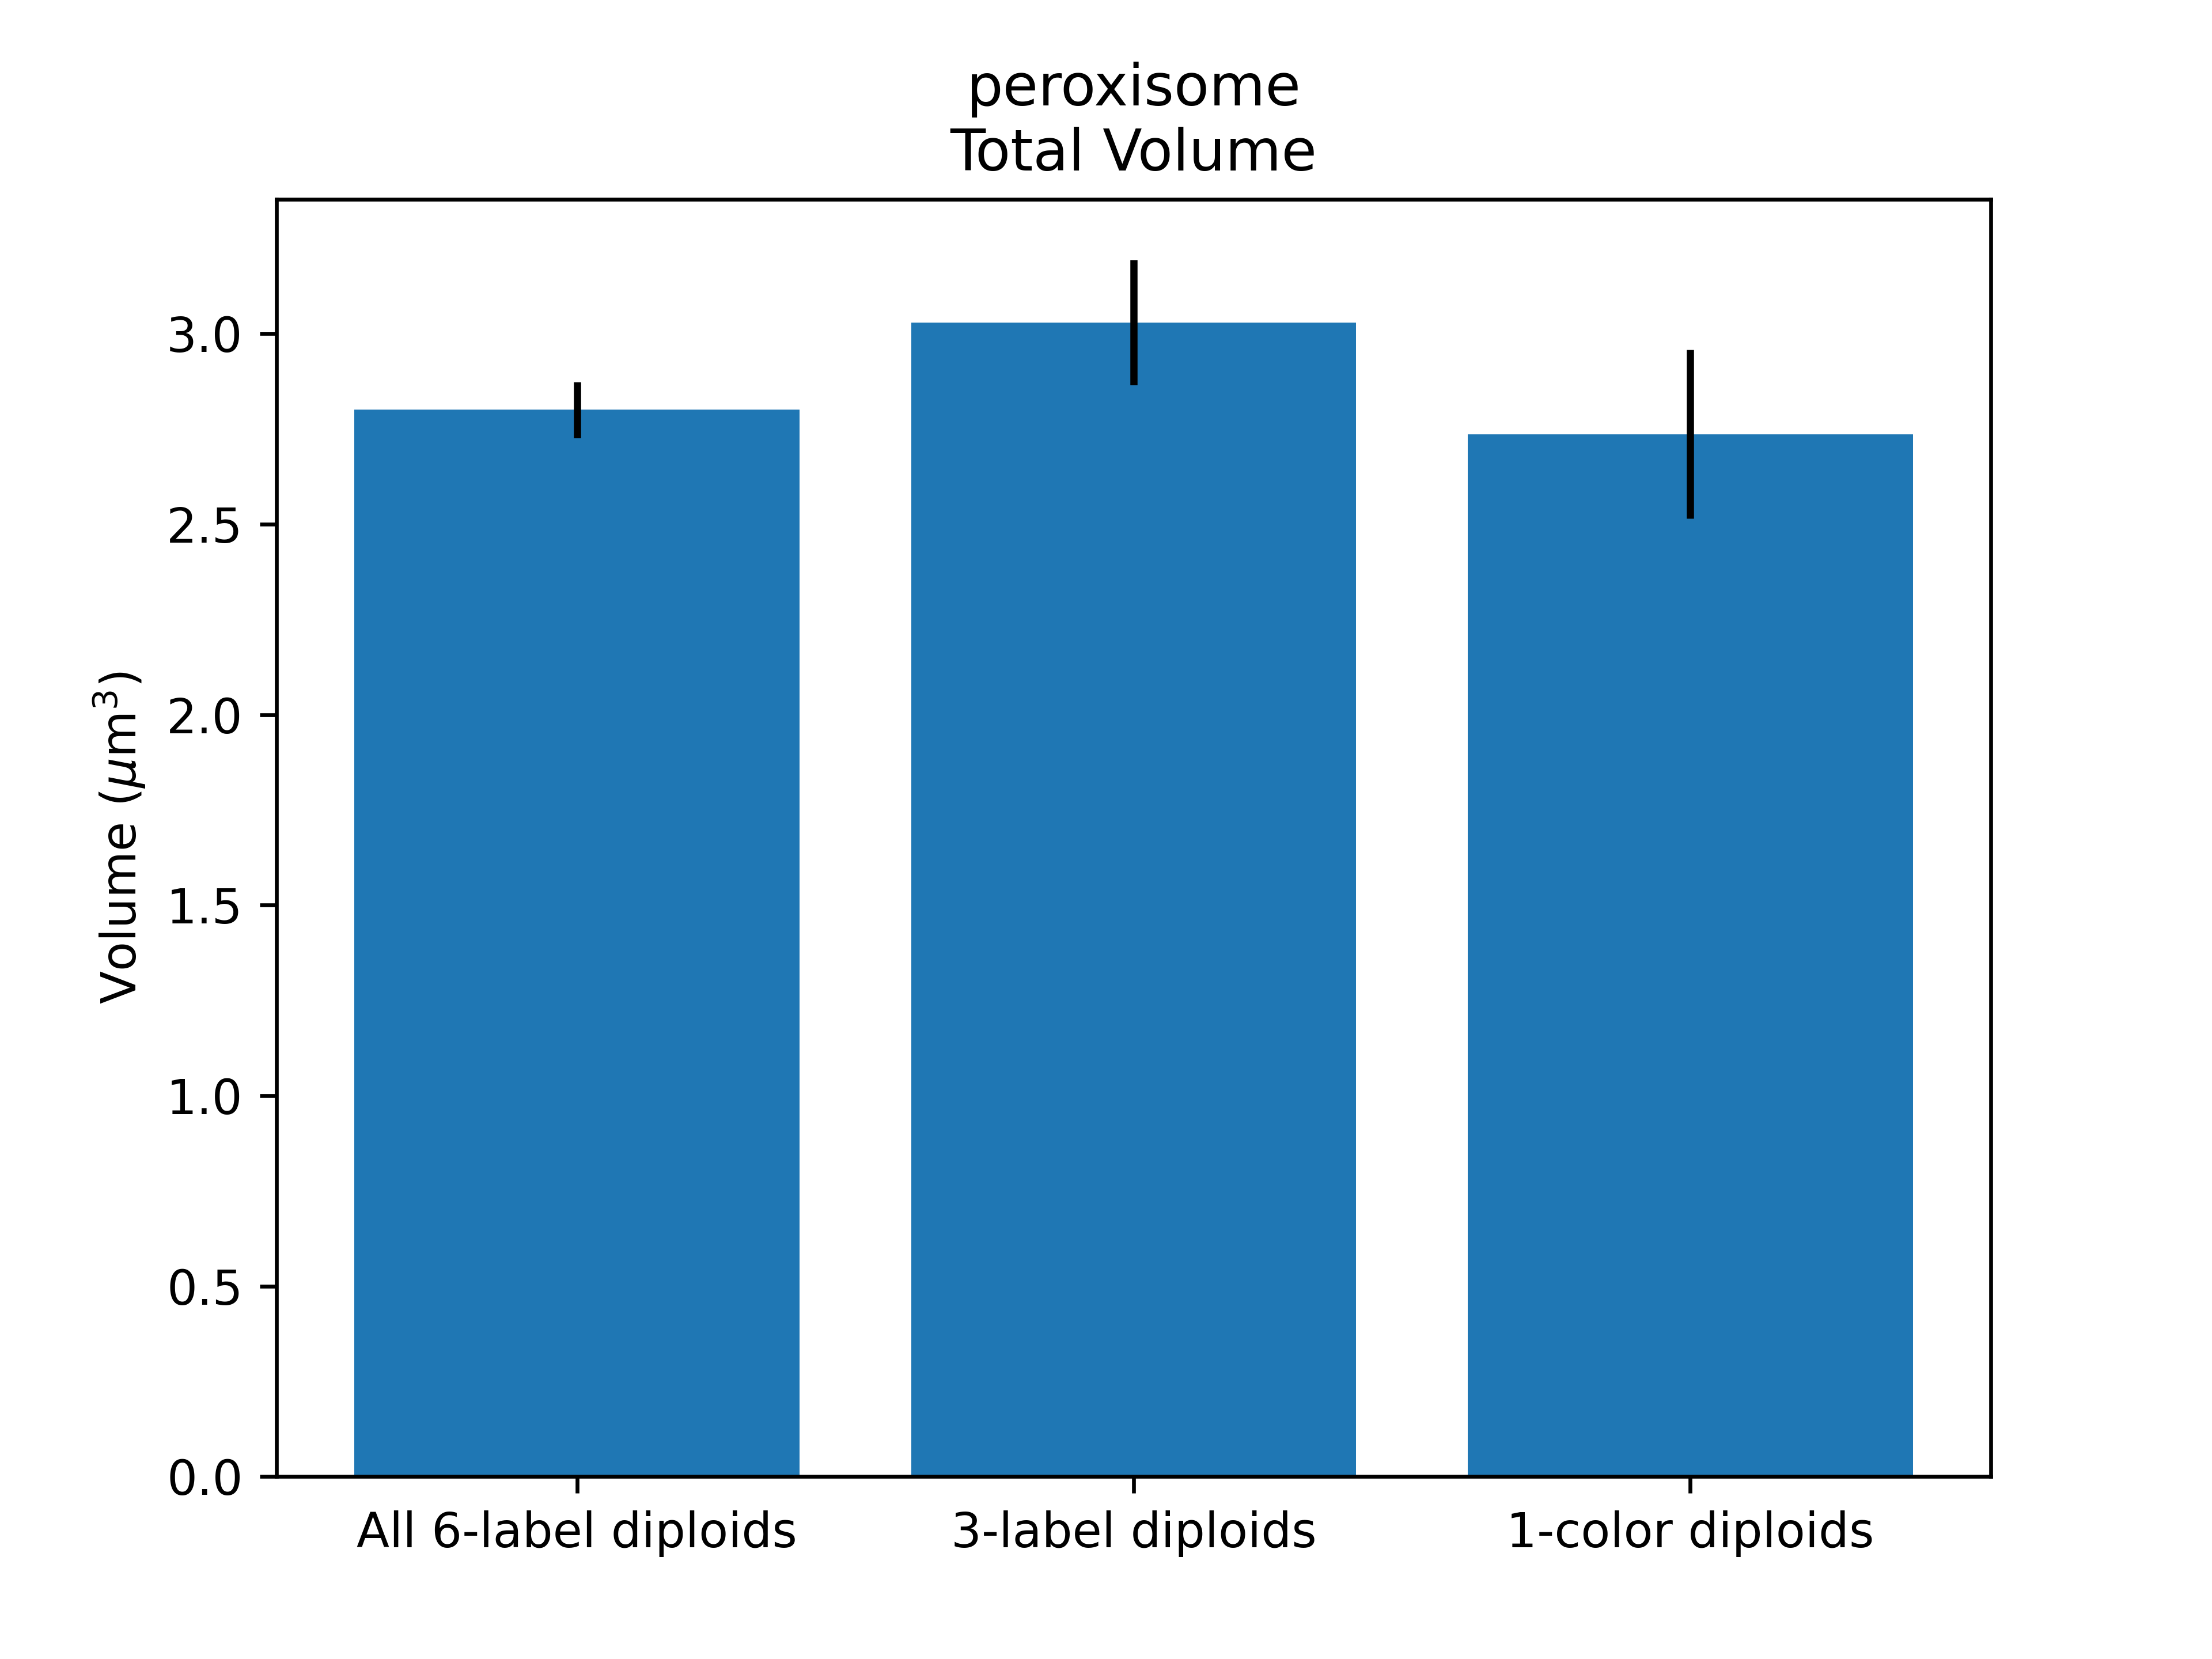 peroxisome
Total Volume
Volume (μm³)
3.0
2.5
2.0
1.5
1.0
0.5
0.0
All 6-label diploids
3-label diploids
1-color diploids